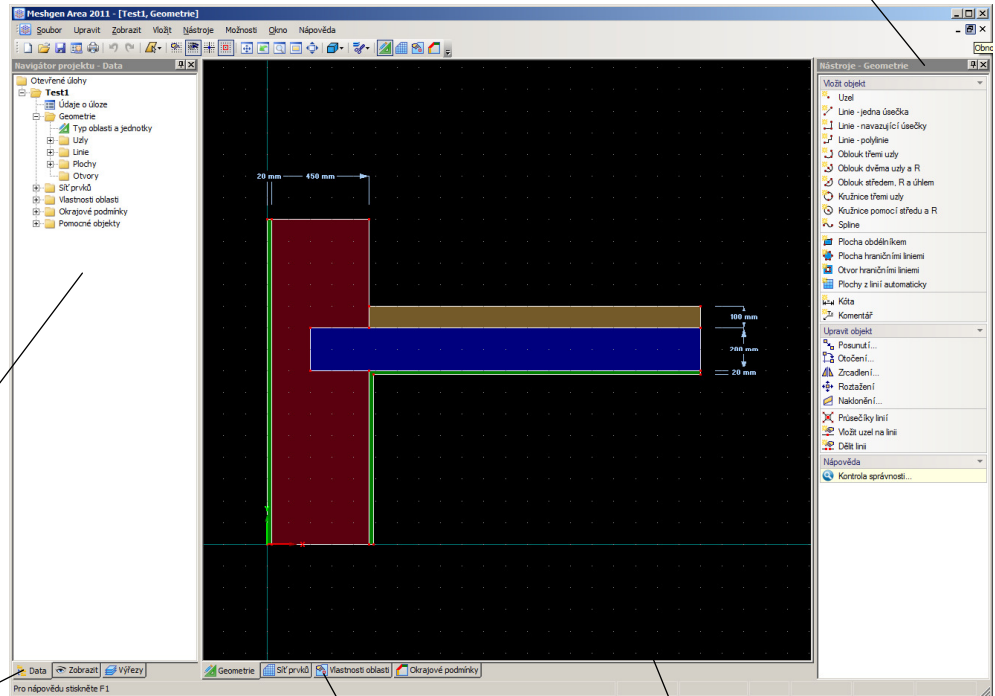 Meshgen Area 2011 - [Test1, Geometrie]
Soubor Upravit Zobrazit Vložit Nástroje Možnosti Okno Nápověda
Obno
Navigátor projektu - Data
Otevřené úlohy
Test1
Údaje o úloze
Geometrie
Typ oblasti a jednotky
Uzly
Linie
Plochy
Otvory
Síť prvků
Vlastnosti oblasti
Okrajové podmínky
Pomocné objekty
20 mm
450 mm
100 mm
200 mm
20 mm
Y
X
Nástroje - Geometrie
Vložit objekt
Uzel
Linie - jedna úsečka
Linie - navazující úsečky
Linie - polylinie
Oblouk třemi uzly
Oblouk dvěma uzly a R
Oblouk středem, R a úhlem
Kružnice třemi uzly
Kružnice pomocí středu a R
Spline
Plocha obdélníkem
Plocha hraničními liniemi
Otvor hraničními liniemi
Plochy z linií automaticky
Kóta
Komentář
Upravit objekt
Posunutí...
Otočení...
Zrcadlení...
Roztažení
Naklonění...
Průsečíky linií
Vložit uzel na linii
Dělit linii
Nápověda
Kontrola správnosti...
Data Zobrazit Výřezy
Geometrie Síť prvků Vlastnosti oblasti Okrajové podmínky
Pro nápovědu stiskněte F1